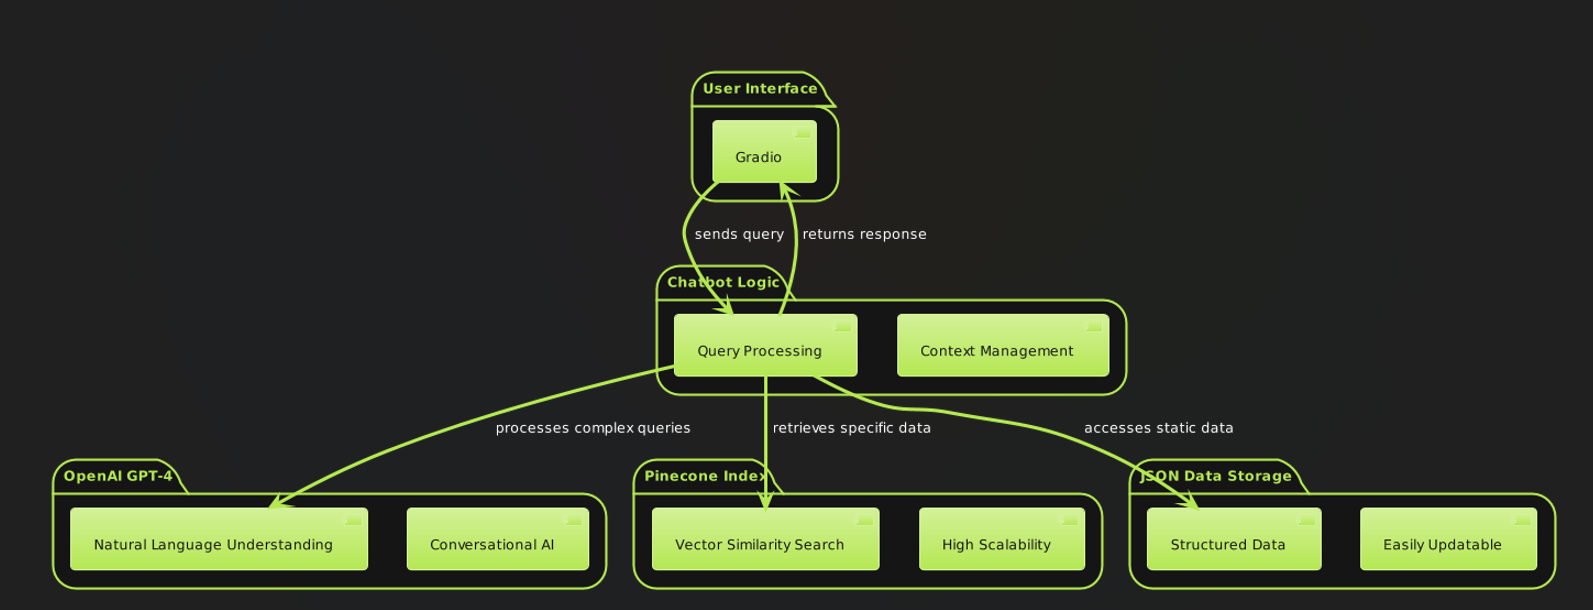 User Interface
Gradio
sends query
returns response
Chatbot Logic
Query Processing
Context Management
processes complex queries
retrieves specific data
accesses static data
OpenAI GPT-4
Pinecone Index
JSON Data Storage
Natural Language Understanding
Conversational AI
Vector Similarity Search
High Scalability
Structured Data
Easily Updatable